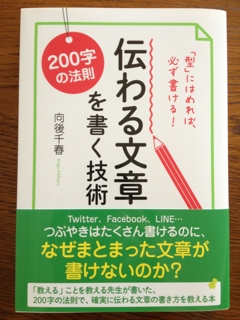 「型」にはめれば、
必ず書ける!
200字
の法則
伝わる文章
を書く技術
向後千春
Twitter、Facebook、LINE…
つぶやきはたくさん書けるのに、
なぜまとまった文章が
書けないのか?
「教える」ことを教える先生が書いた、
200字の法則で、確実に伝わる文章の書き方を教える本